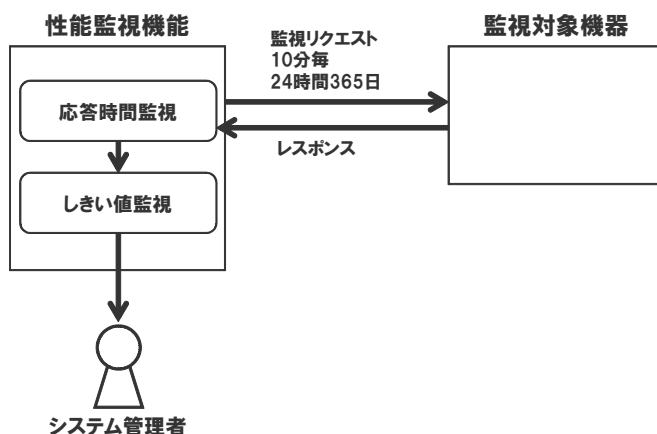 性能監視機能
監視対象機器
監視リクエスト
10分毎
24時間365日
応答時間監視
レスポンス
しきい値監視
システム管理者